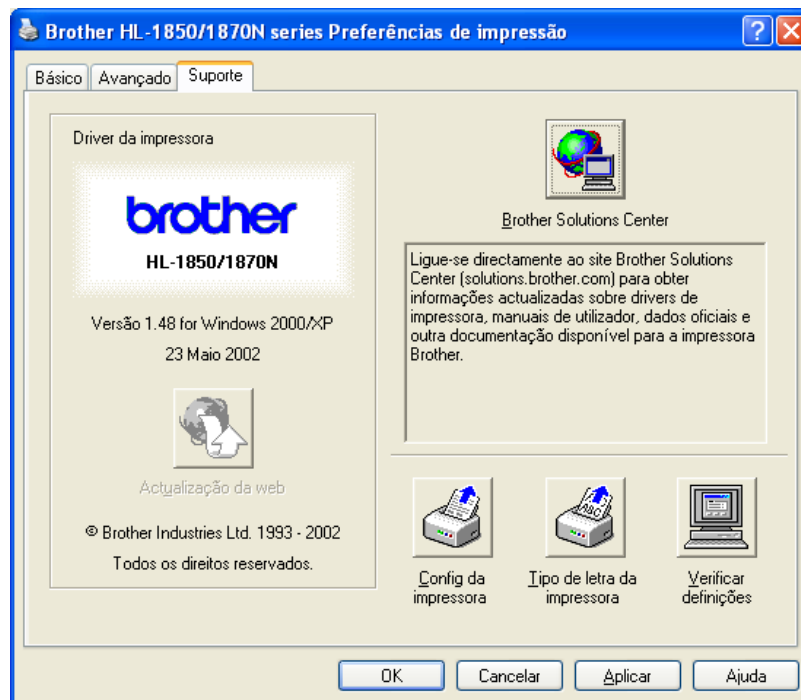 Brother HL-1850/1870N series Preferências de impressão
Básico
Avançado
Suporte
Driver da impressora
brother
HL-1850/1870N
Versão 1.48 for Windows 2000/XP
23 Maio 2002
Actualização da web
© Brother Industries Ltd. 1993 - 2002
Todos os direitos reservados.
Brother Solutions Center
Ligue-se directamente ao site Brother Solutions
Center (solutions.brother.com) para obter
informações actualizadas sobre drivers de
impressora, manuais de utilizador, dados oficiais e
outra documentação disponível para a impressora
Brother.
Config da
impressora
Tipo de letra da
impressora
Verificar
definições
OK
Cancelar
Aplicar
Ajuda